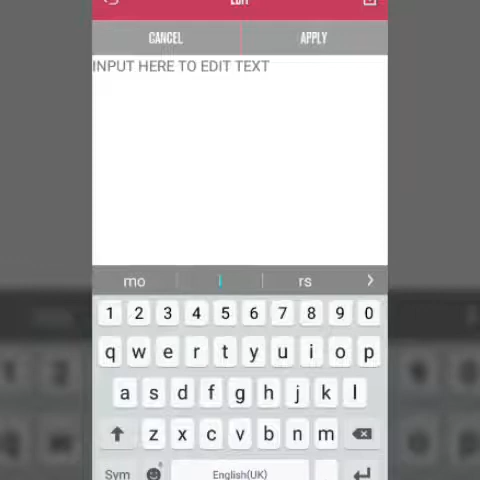 EDIT
CANCEL APPLY
INPUT HERE TO EDIT TEXT
mo i rs
1 2 3 4 5 6 7 8 9 0
q w e r t y u i o p
a s d f g h j k l
z x c v b n m
Sym English(UK)